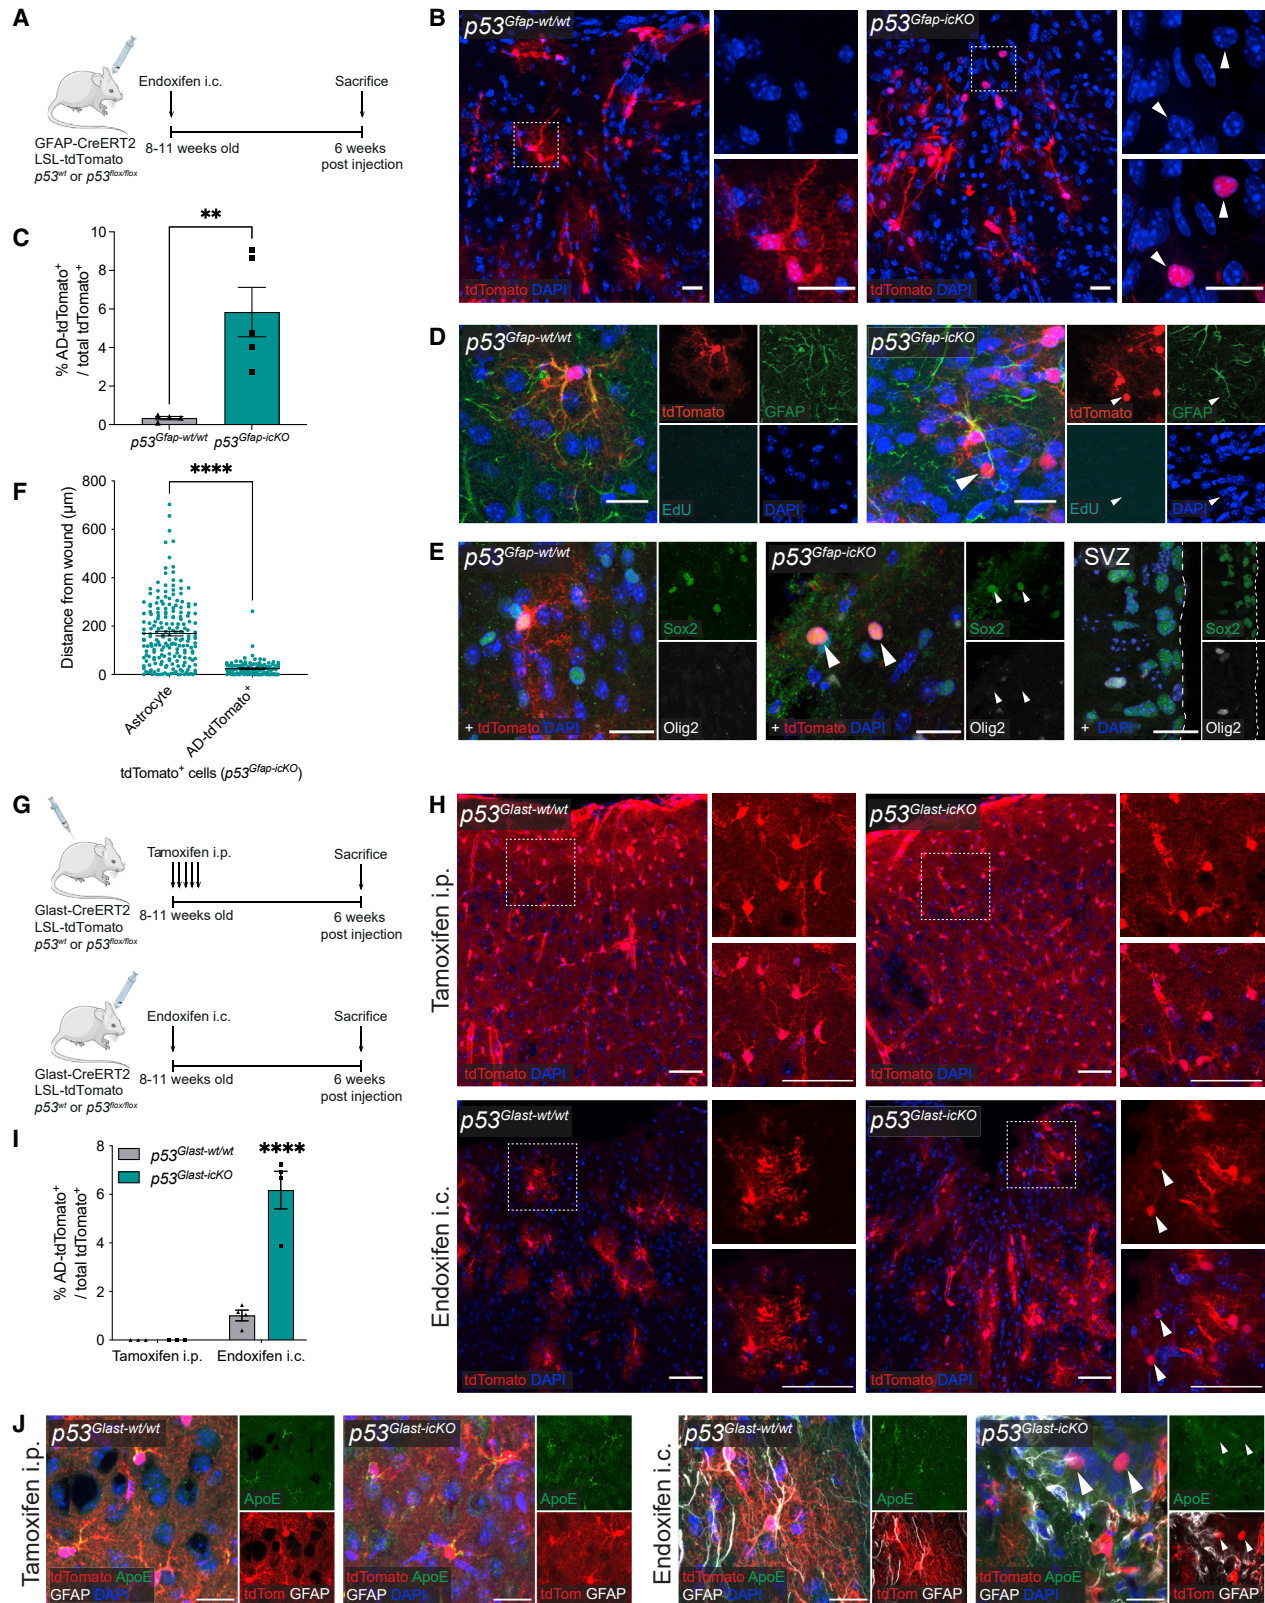 A
Endoxifen i.c.
Sacrifice
GFAP-CreERT2
LSL-tdTomato
p53wt or p53flox/flox
8-11 weeks old
6 weeks
post injection
B
p53Gfap-wt/wt
tdTomato DAPI
p53Gfap-icKO
tdTomato DAPI
C
**
% AD-tdTomato+
/ total tdTomato+
10
8
6
4
2
0
p53Gfap-wt/wt
p53Gfap-icKO
D
p53Gfap-wt/wt
tdTomato
GFAP
EdU
DAPI
p53Gfap-icKO
tdTomato
GFAP
EdU
DAPI
E
p53Gfap-wt/wt
+ tdTomato DAPI
Sox2
Olig2
p53Gfap-icKO
+ tdTomato DAPI
Sox2
Olig2
SVZ
+ DAPI
Sox2
Olig2
F
****
Distance from wound (µm)
800
600
400
200
0
Astrocyte
AD-tdTomato+
tdTomato+ cells (p53Gfap-icKO)
G
Tamoxifen i.p.
Sacrifice
Glast-CreERT2
LSL-tdTomato
p53wt or p53flox/flox
8-11 weeks old
6 weeks
post injection
Endoxifen i.c.
Sacrifice
Glast-CreERT2
LSL-tdTomato
p53wt or p53flox/flox
8-11 weeks old
6 weeks
post injection
H
Tamoxifen i.p.
p53Glast-wt/wt
tdTomato DAPI
p53Glast-icKO
tdTomato DAPI
Endoxifen i.c.
p53Glast-wt/wt
tdTomato DAPI
p53Glast-icKO
tdTomato DAPI
I
p53Glast-wt/wt
p53Glast-icKO
****
% AD-tdTomato+
/ total tdTomato+
8
6
4
2
0
Tamoxifen i.p.
Endoxifen i.c.
J
Tamoxifen i.p.
p53Glast-wt/wt
tdTomato ApoE
GFAP DAPI
ApoE
tdTom GFAP
p53Glast-icKO
tdTomato ApoE
GFAP DAPI
ApoE
tdTom GFAP
Endoxifen i.c.
p53Glast-wt/wt
tdTomato ApoE
GFAP DAPI
ApoE
tdTom GFAP
p53Glast-icKO
tdTomato ApoE
GFAP DAPI
ApoE
tdTom GFAP